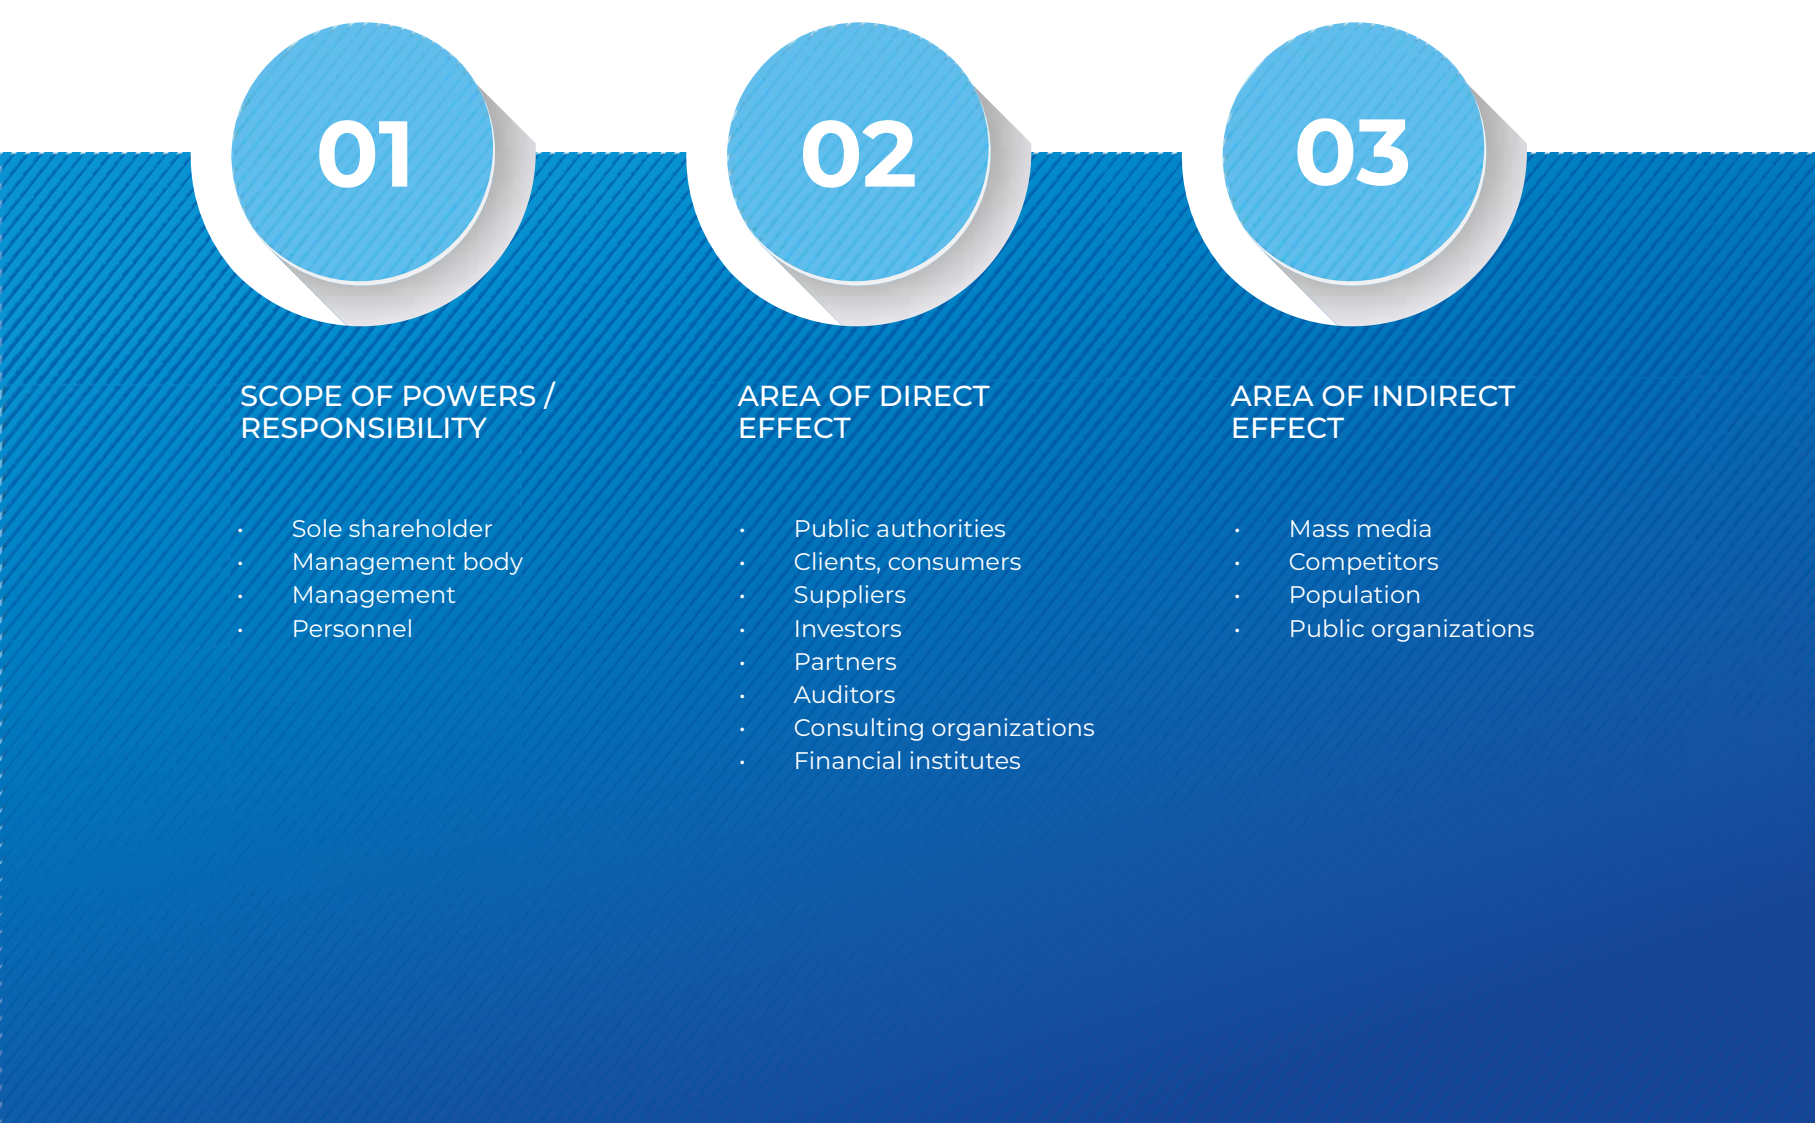 01
SCOPE OF POWERS /
RESPONSIBILITY
• Sole shareholder
• Management body
• Management
• Personnel
02
AREA OF DIRECT
EFFECT
• Public authorities
• Clients, consumers
• Suppliers
• Investors
• Partners
• Auditors
• Consulting organizations
• Financial institutes
03
AREA OF INDIRECT
EFFECT
• Mass media
• Competitors
• Population
• Public organizations